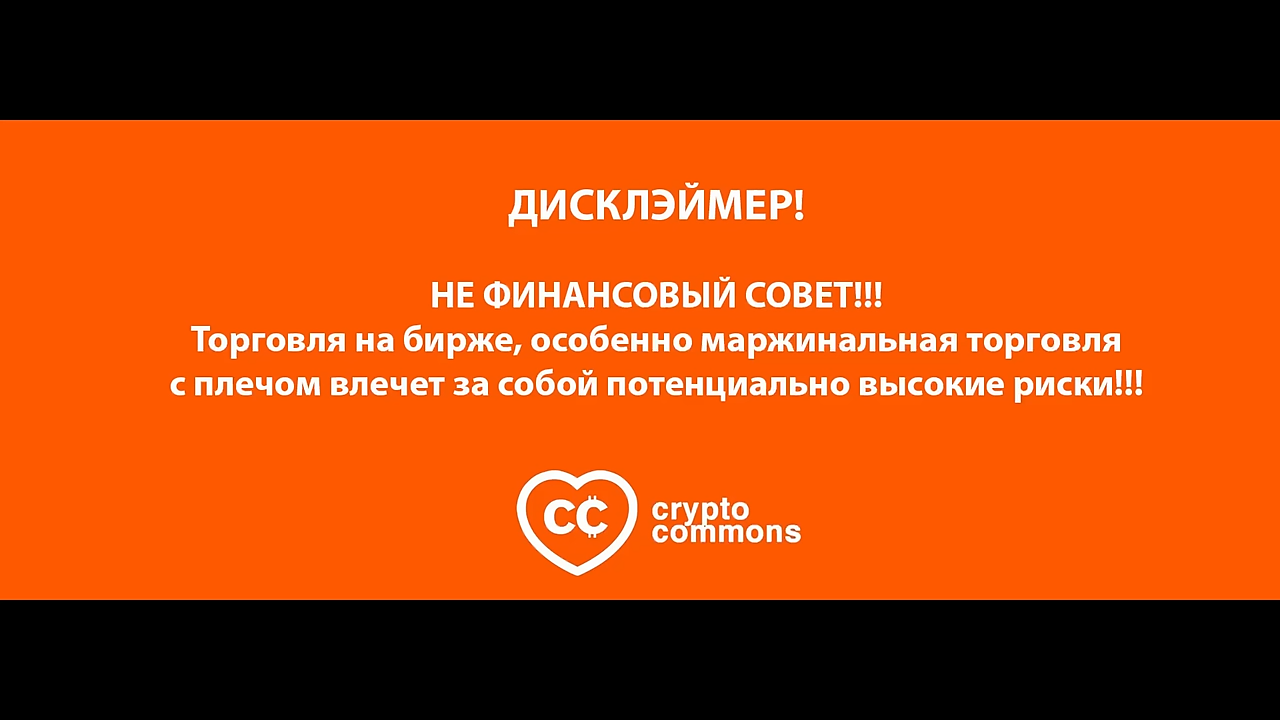 ДИСКЛЭЙМЕР!
НЕ ФИНАНСОВЫЙ СОВЕТ!!!
Торговля на бирже, особенно маржинальная торговля
с плечом влечет за собой потенциально высокие риски!!!
C₵
crypto
commons